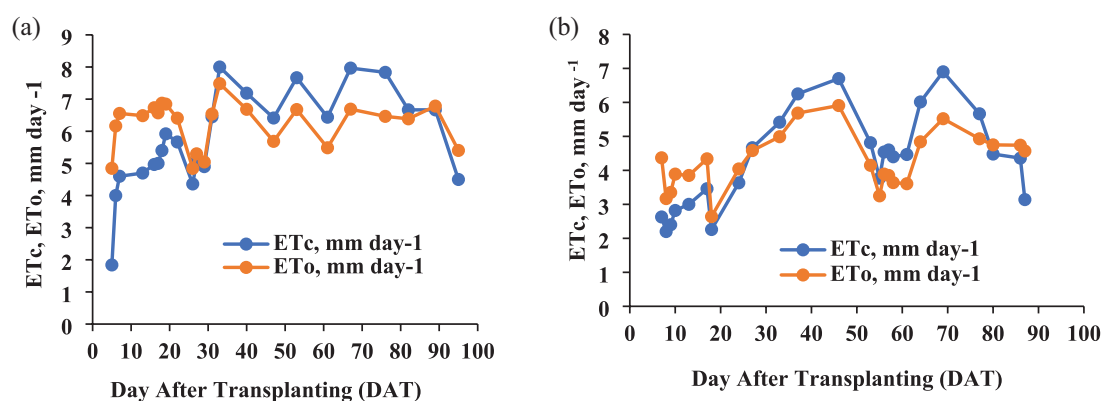 (a)
9
8
7
6
5
4
3
2
1
0
ETc, ETo, mm day -1
ETc, mm day-1
ETo, mm day-1
0 10 20 30 40 50 60 70 80 90 100
Day After Transplanting (DAT)
(b)
8
7
6
5
4
3
2
1
0
ETc, ETo, mm day -1
ETc, mm day-1
ETo, mm day-1
0 10 20 30 40 50 60 70 80 90 100
Day After Transplanting (DAT)